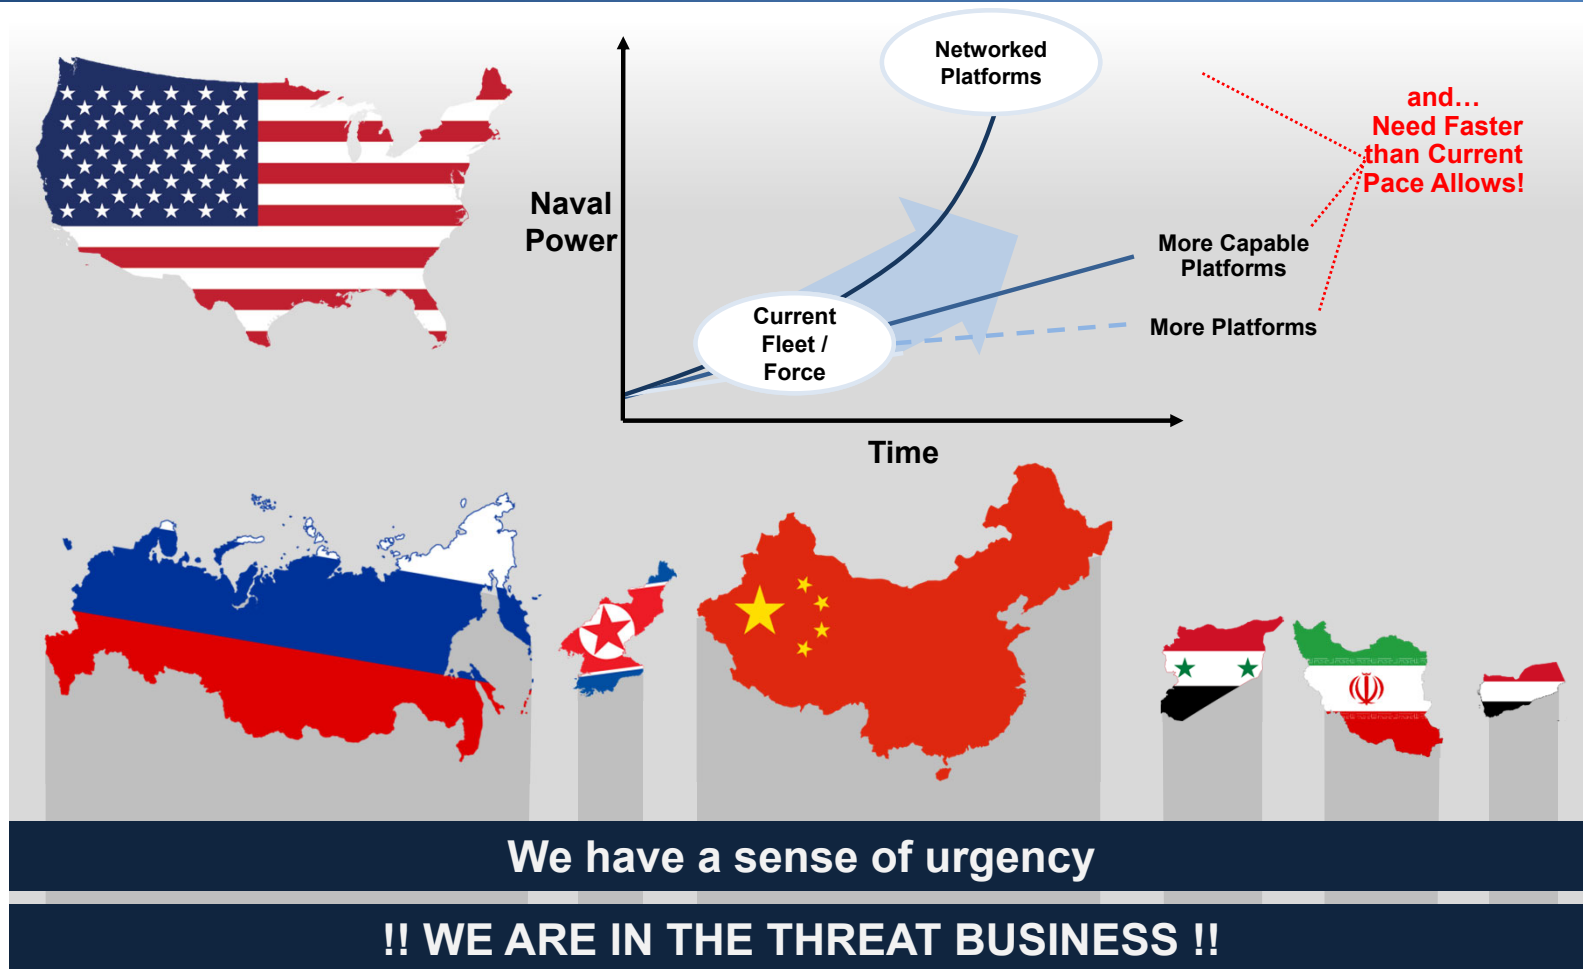 Networked
Platforms
and…
Need Faster
than Current
Pace Allows!
Naval
Power
More Capable
Platforms
Current
Fleet /
Force
More Platforms
Time
We have a sense of urgency
!! WE ARE IN THE THREAT BUSINESS !!